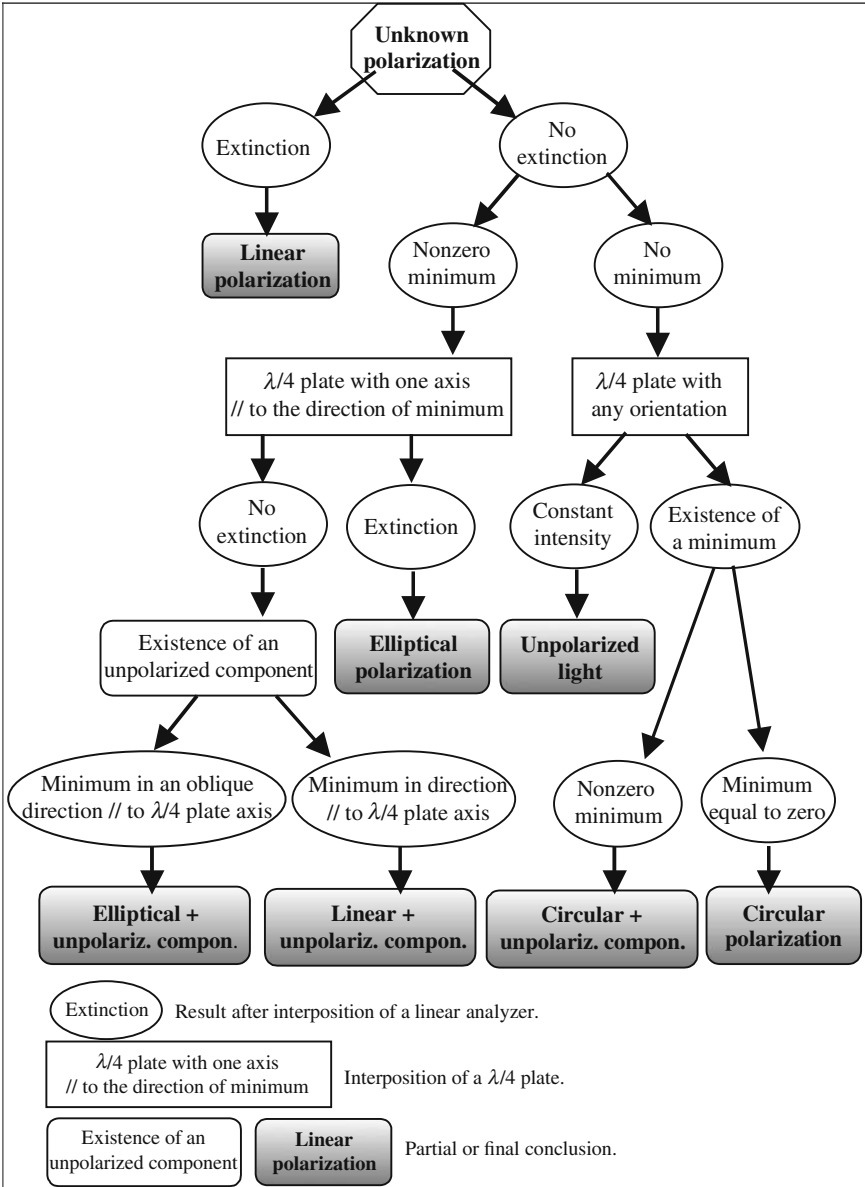 Unknown
polarization
Extinction
No
extinction
Linear
polarization
Nonzero
minimum
No
minimum
λ/4 plate with one axis
// to the direction of minimum
λ/4 plate with
any orientation
No
extinction
Extinction
Constant
intensity
Existence of
a minimum
Existence of an
unpolarized component
Elliptical
polarization
Unpolarized
light
Minimum in an oblique
direction // to λ/4 plate axis
Minimum in direction
// to λ/4 plate axis
Nonzero
minimum
Minimum
equal to zero
Elliptical +
unpolariz. compon.
Linear +
unpolariz. compon.
Circular +
unpolariz. compon.
Circular
polarization
Extinction
Result after interposition of a linear analyzer.
λ/4 plate with one axis
// to the direction of minimum
Interposition of a λ/4 plate.
Existence of an
unpolarized component
Linear
polarization
Partial or final conclusion.